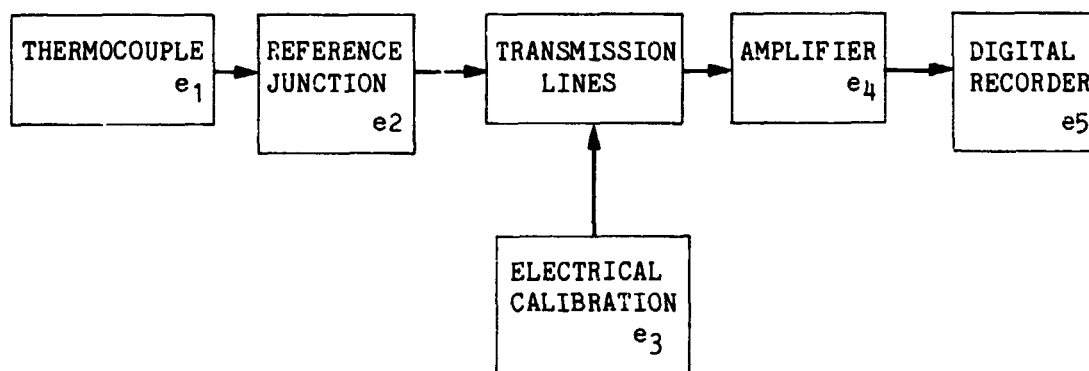 THERMOCOUPLE
e1
REFERENCE
JUNCTION
e2
TRANSMISSION
LINES
AMPLIFIER
e4
DIGITAL
RECORDER
e5
ELECTRICAL
CALIBRATION
e3